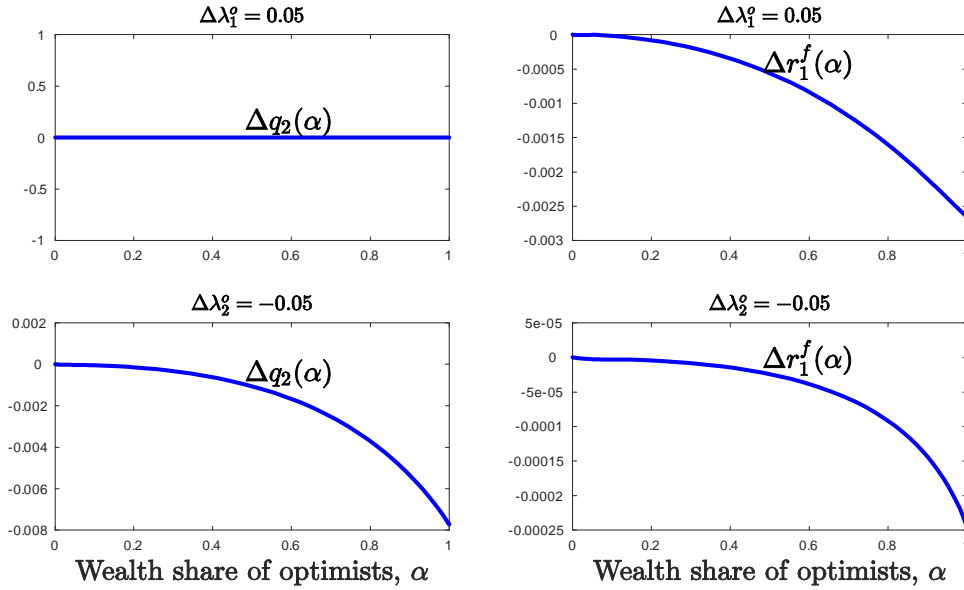 Δλ₁ᵒ = 0.05
1
0.5
0
-0.5
-1
Δq₂(α)
0 0.2 0.4 0.6 0.8 1
Δλ₁ᵒ = 0.05
0
-0.0005
-0.001
-0.0015
-0.002
-0.0025
-0.003
Δr₁ᶠ(α)
0 0.2 0.4 0.6 0.8 1
Δλ₂ᵒ = −0.05
0.002
0
-0.002
-0.004
-0.006
-0.008
Δq₂(α)
0 0.2 0.4 0.6 0.8 1
Wealth share of optimists, α
Δλ₂ᵒ = −0.05
5e-05
0
-5e-05
-0.0001
-0.00015
-0.0002
-0.00025
Δr₁ᶠ(α)
0 0.2 0.4 0.6 0.8 1
Wealth share of optimists, α